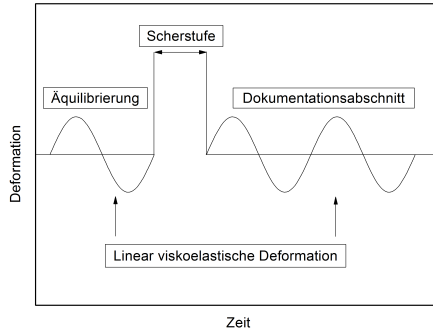 Scherstufe
Äquilibrierung
Dokumentationsabschnitt
Deformation
Linear viskoelastische Deformation
Zeit